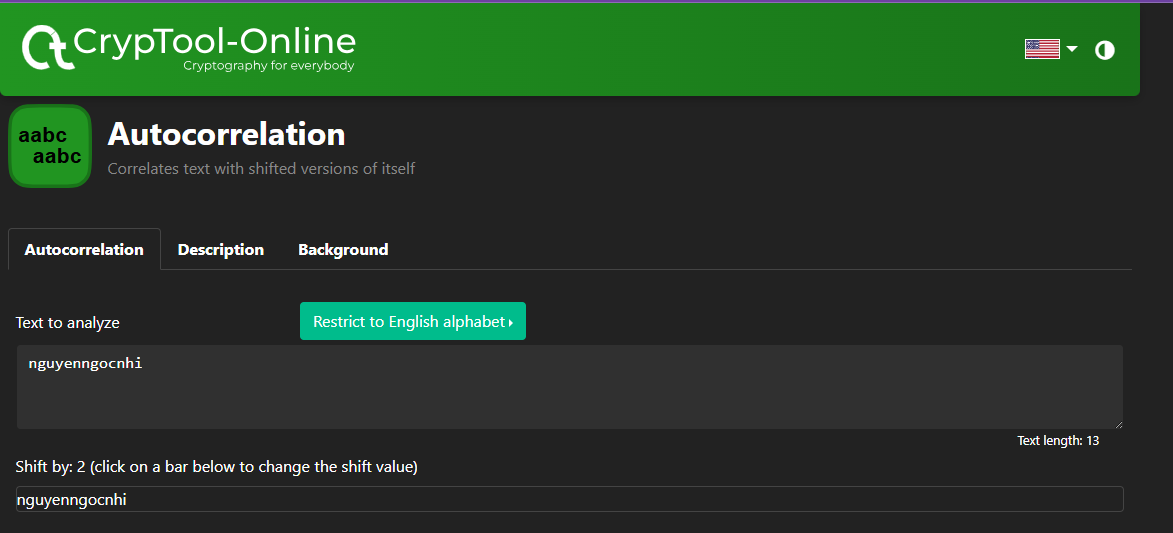 CrypTool-Online
Cryptography for everybody
aabc
aabc
Autocorrelation
Correlates text with shifted versions of itself
Autocorrelation Description Background
Text to analyze Restrict to English alphabet
nguyenngocnhi
Text length: 13
Shift by: 2 (click on a bar below to change the shift value)
nguyenngocnhi